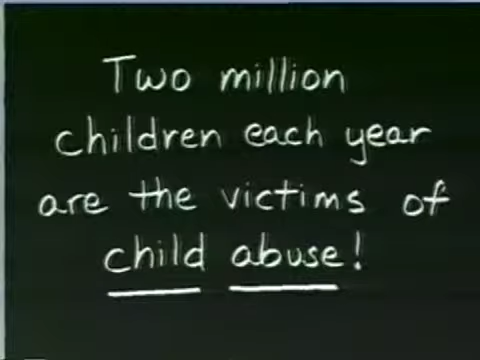 Two million
children each year
are the victims of
child abuse!